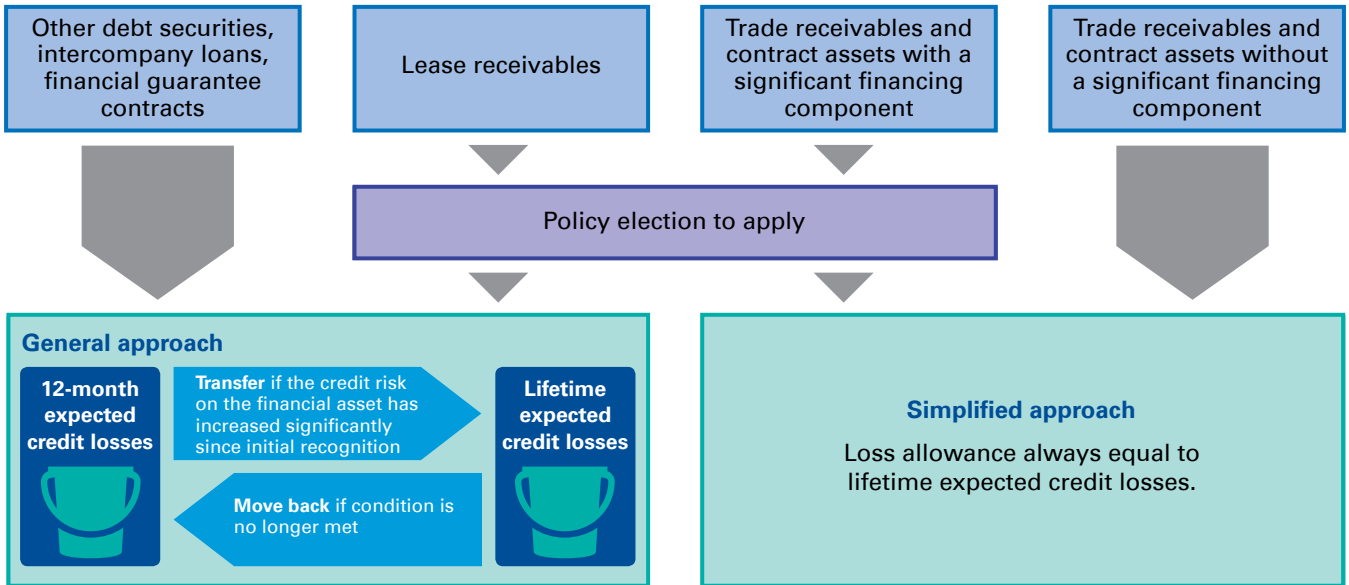 Other debt securities,
intercompany loans,
financial guarantee
contracts
Lease receivables
Trade receivables and
contract assets with a
significant financing
component
Trade receivables and
contract assets without
a significant financing
component
Policy election to apply
General approach
12-month
expected
credit losses
Transfer if the credit risk
on the financial asset has
increased significantly
since initial recognition
Lifetime
expected
credit losses
Move back if condition is
no longer met
Simplified approach
Loss allowance always equal to
lifetime expected credit losses.